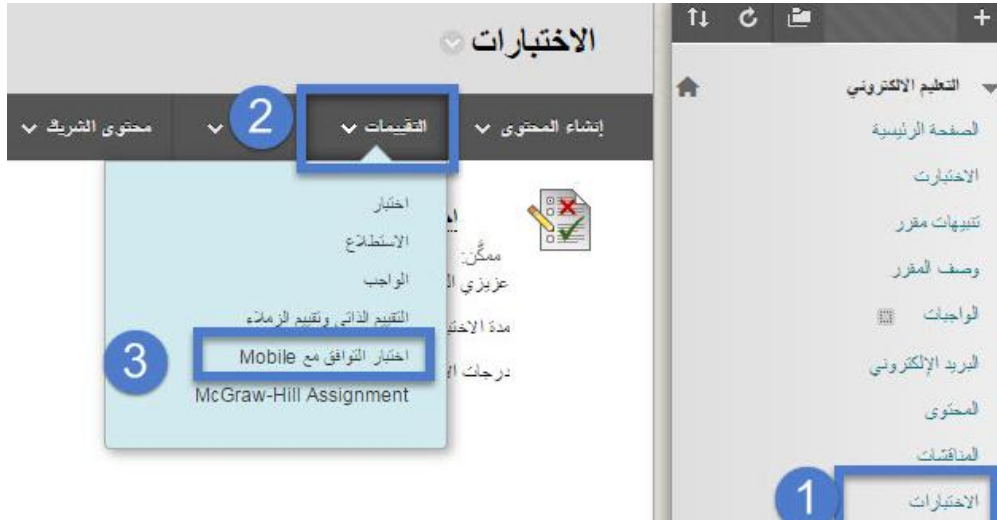 الاختبارات
إنشاء المحتوى
التقييمات
محتوى الشريك
2
اختبار
الاستطلاع
الواجب
التقييم الذاتي وتقييم الزملاء
اختبار التوافق مع Mobile
McGraw-Hill Assignment
3
ممكَّن:
عزيزي
مدة
درجات
التعليم الالكتروني
الصفحة الرئيسية
الاختبارت
تنبيهات مقرر
وصف المقرر
الواجبات
البريد الإلكتروني
المحتوى
المناقشات
الاختبارات
1